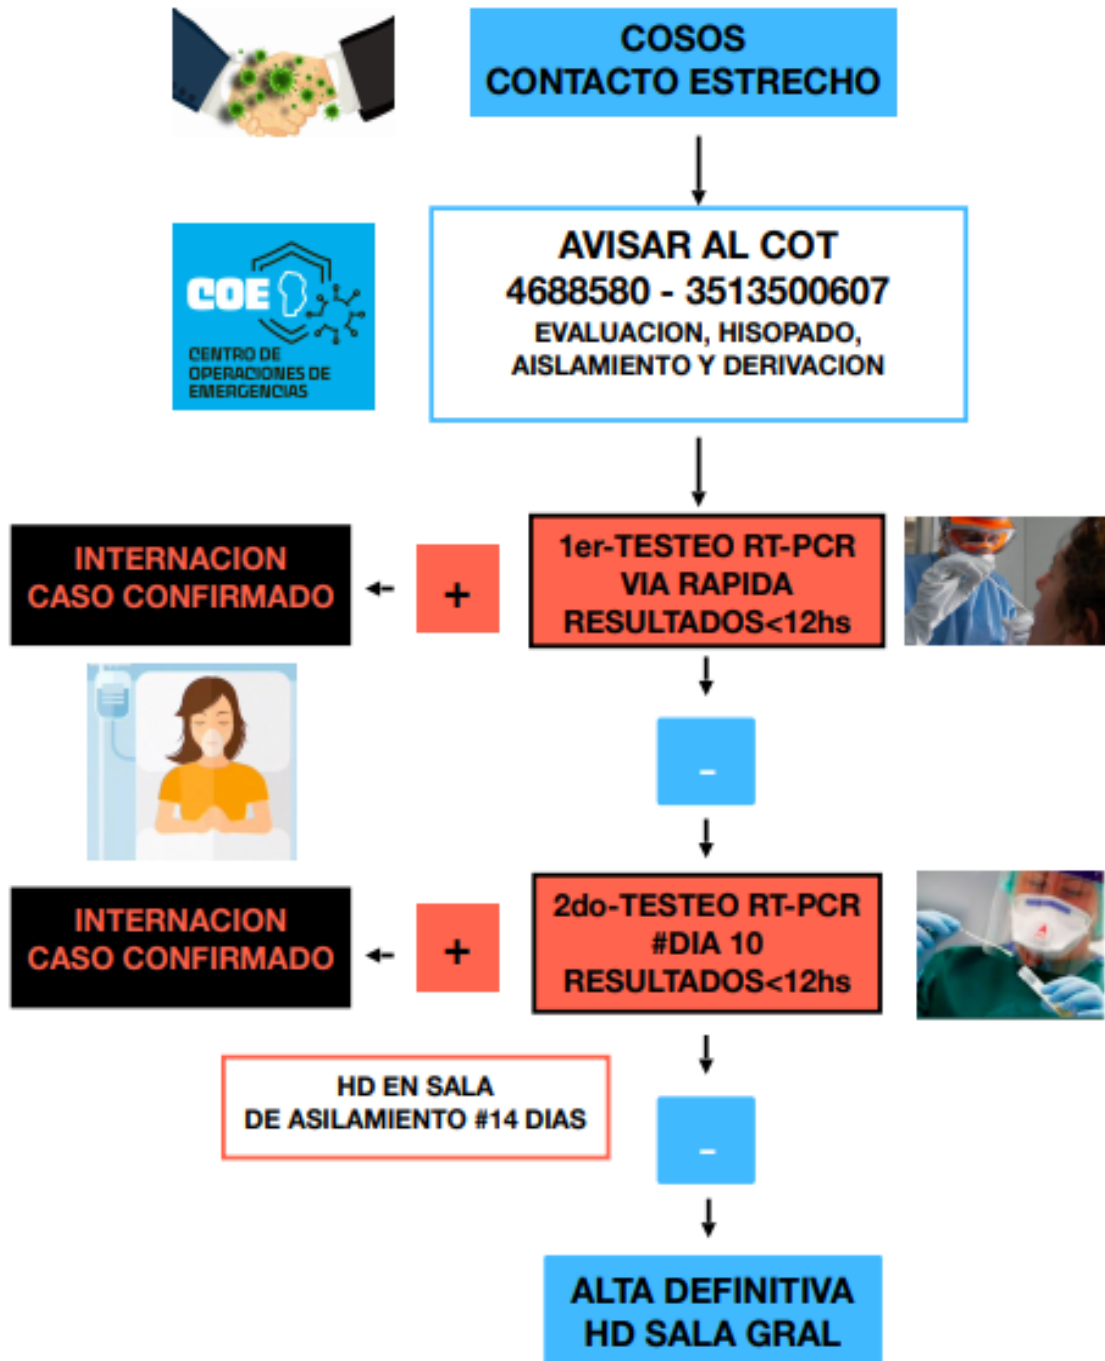 COSOS
CONTACTO ESTRECHO
AVISAR AL COT
4688580 - 3513500607
EVALUACION, HISOPADO,
AISLAMIENTO Y DERIVACION
COE
CENTRO DE
OPERACIONES DE
EMERGENCIAS
1er-TESTEO RT-PCR
VIA RAPIDA
RESULTADOS<12hs
+
INTERNACION
CASO CONFIRMADO
-
2do-TESTEO RT-PCR
#DIA 10
RESULTADOS<12hs
+
INTERNACION
CASO CONFIRMADO
HD EN SALA
DE ASILAMIENTO #14 DIAS
-
ALTA DEFINITIVA
HD SALA GRAL